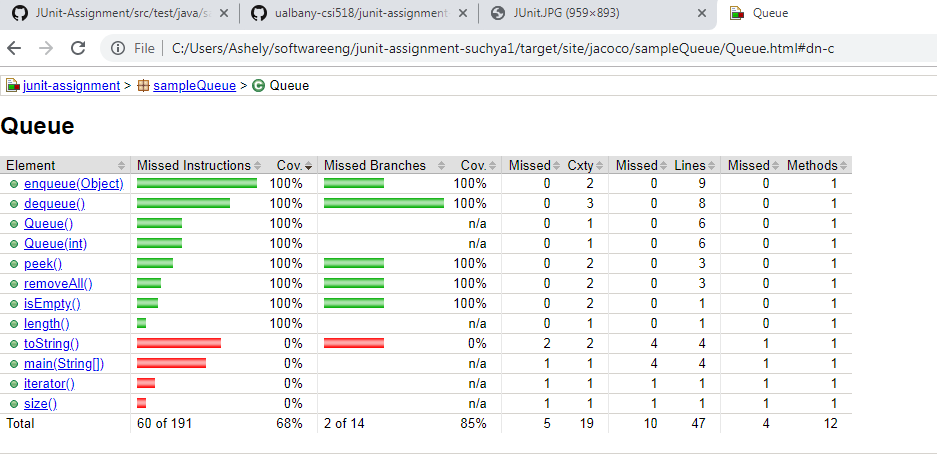 JUnit-Assignment/src/test/java/sa
ualbany-csi518/junit-assignment
JUnit.JPG (959×893)
Queue
File
C:/Users/Ashely/softwareeng/junit-assignment-suchya1/target/site/jacoco/sampleQueue/Queue.html#dn-c
junit-assignment > sampleQueue > C Queue
Queue
Element Missed Instructions Cov. Missed Branches Cov. Missed Cxty Missed Lines Missed Methods
enqueue(Object) 100% 100% 0 2 0 9 0 1
dequeue() 100% 100% 0 3 0 8 0 1
Queue() 100% n/a 0 1 0 6 0 1
Queue(int) 100% n/a 0 1 0 6 0 1
peek() 100% 100% 0 2 0 3 0 1
removeAll() 100% 100% 0 2 0 3 0 1
isEmpty() 100% 100% 0 2 0 1 0 1
length() 100% n/a 0 1 0 1 0 1
toString() 0% 0% 2 2 4 4 1 1
main(String[]) 0% n/a 1 1 4 4 1 1
iterator() 0% n/a 1 1 1 1 1 1
size() 0% n/a 1 1 1 1 1 1
Total 60 of 191 68% 2 of 14 85% 5 19 10 47 4 12